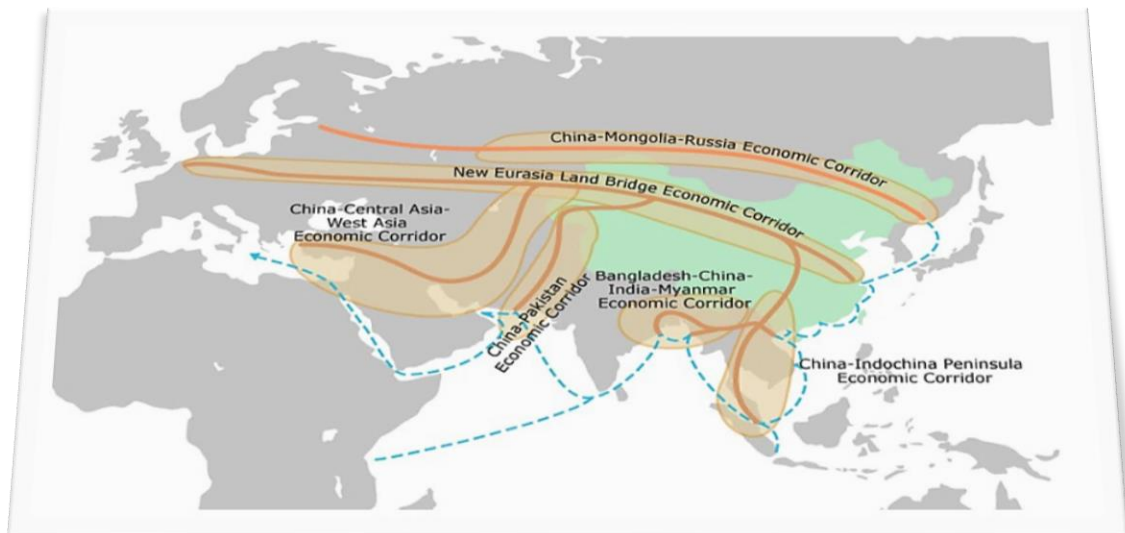 China-Mongolia-Russia Economic Corridor
New Eurasia Land Bridge Economic Corridor
China-Central Asia-
West Asia
Economic Corridor
China-Pakistan
Economic Corridor
Bangladesh-China-
India-Myanmar
Economic Corridor
China-Indochina Peninsula
Economic Corridor